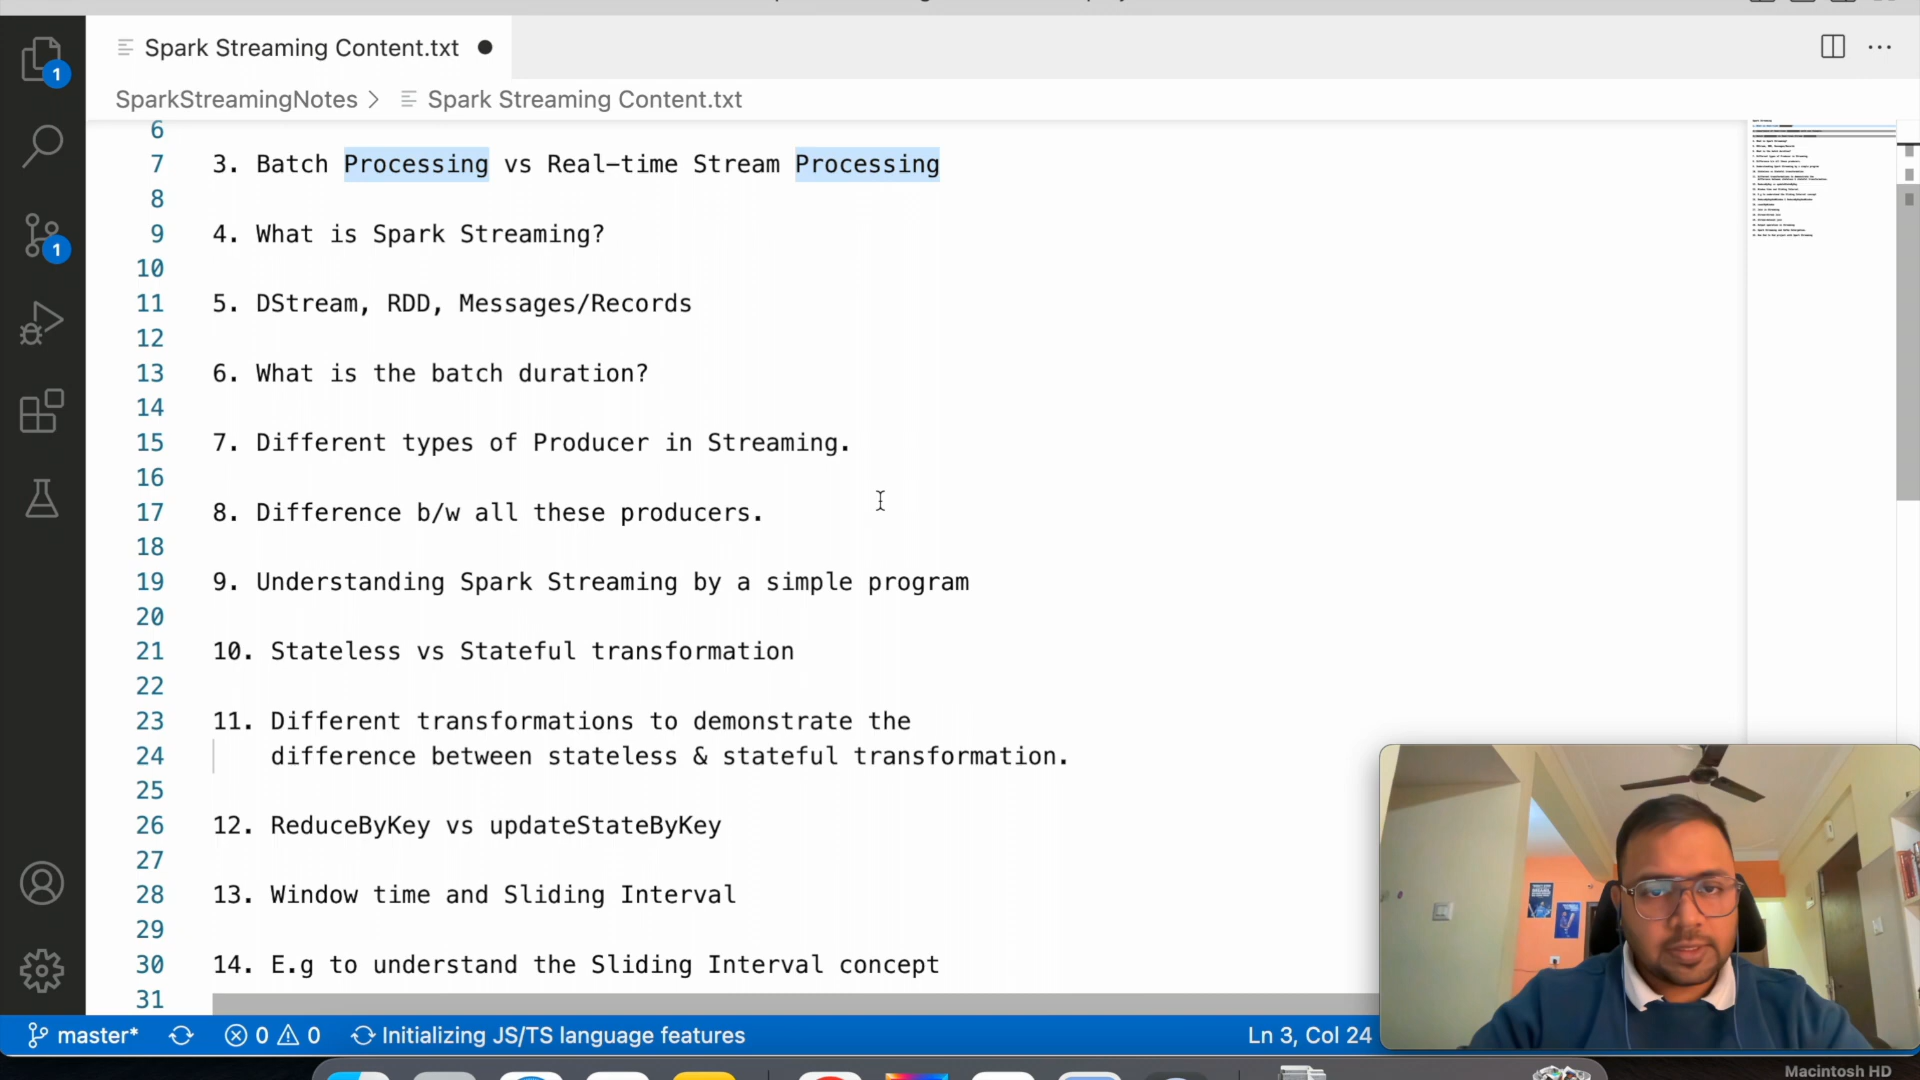 Spark Streaming Content.txt
SparkStreamingNotes > Spark Streaming Content.txt
1
1
6
7 3. Batch Processing vs Real-time Stream Processing
8
9 4. What is Spark Streaming?
10
11 5. DStream, RDD, Messages/Records
12
13 6. What is the batch duration?
14
15 7. Different types of Producer in Streaming.
16
17 8. Difference b/w all these producers.
18
19 9. Understanding Spark Streaming by a simple program
20
21 10. Stateless vs Stateful transformation
22
23 11. Different transformations to demonstrate the
24 difference between stateless & stateful transformation.
25
26 12. ReduceByKey vs updateStateByKey
27
28 13. Window time and Sliding Interval
29
30 14. E.g to understand the Sliding Interval concept
31
master* 0 0 Initializing JS/TS language features Ln 3, Col 24
Macintosh HD